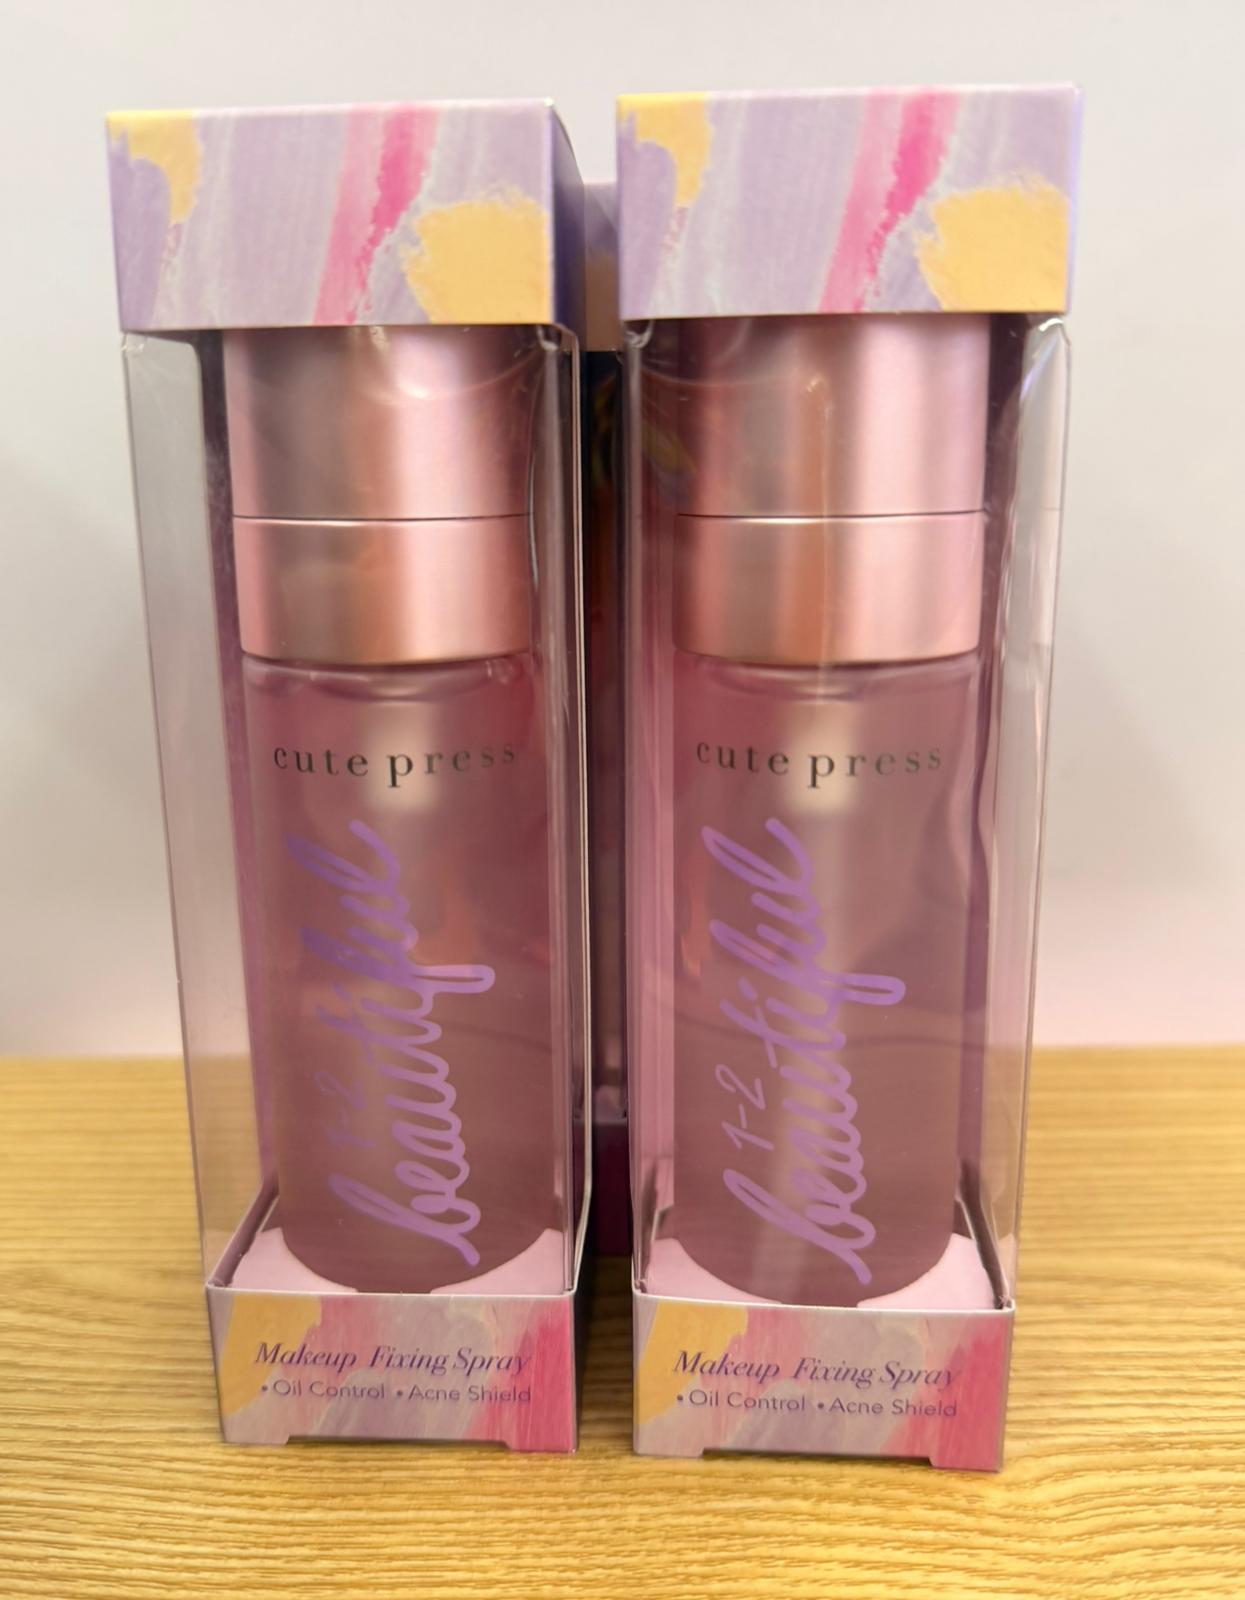 cute press
1-2
beautiful
Makeup Fixing Spray
• Oil Control • Acne Shield
cute press
1-2
beautiful
Makeup Fixing Spray
• Oil Control • Acne Shield